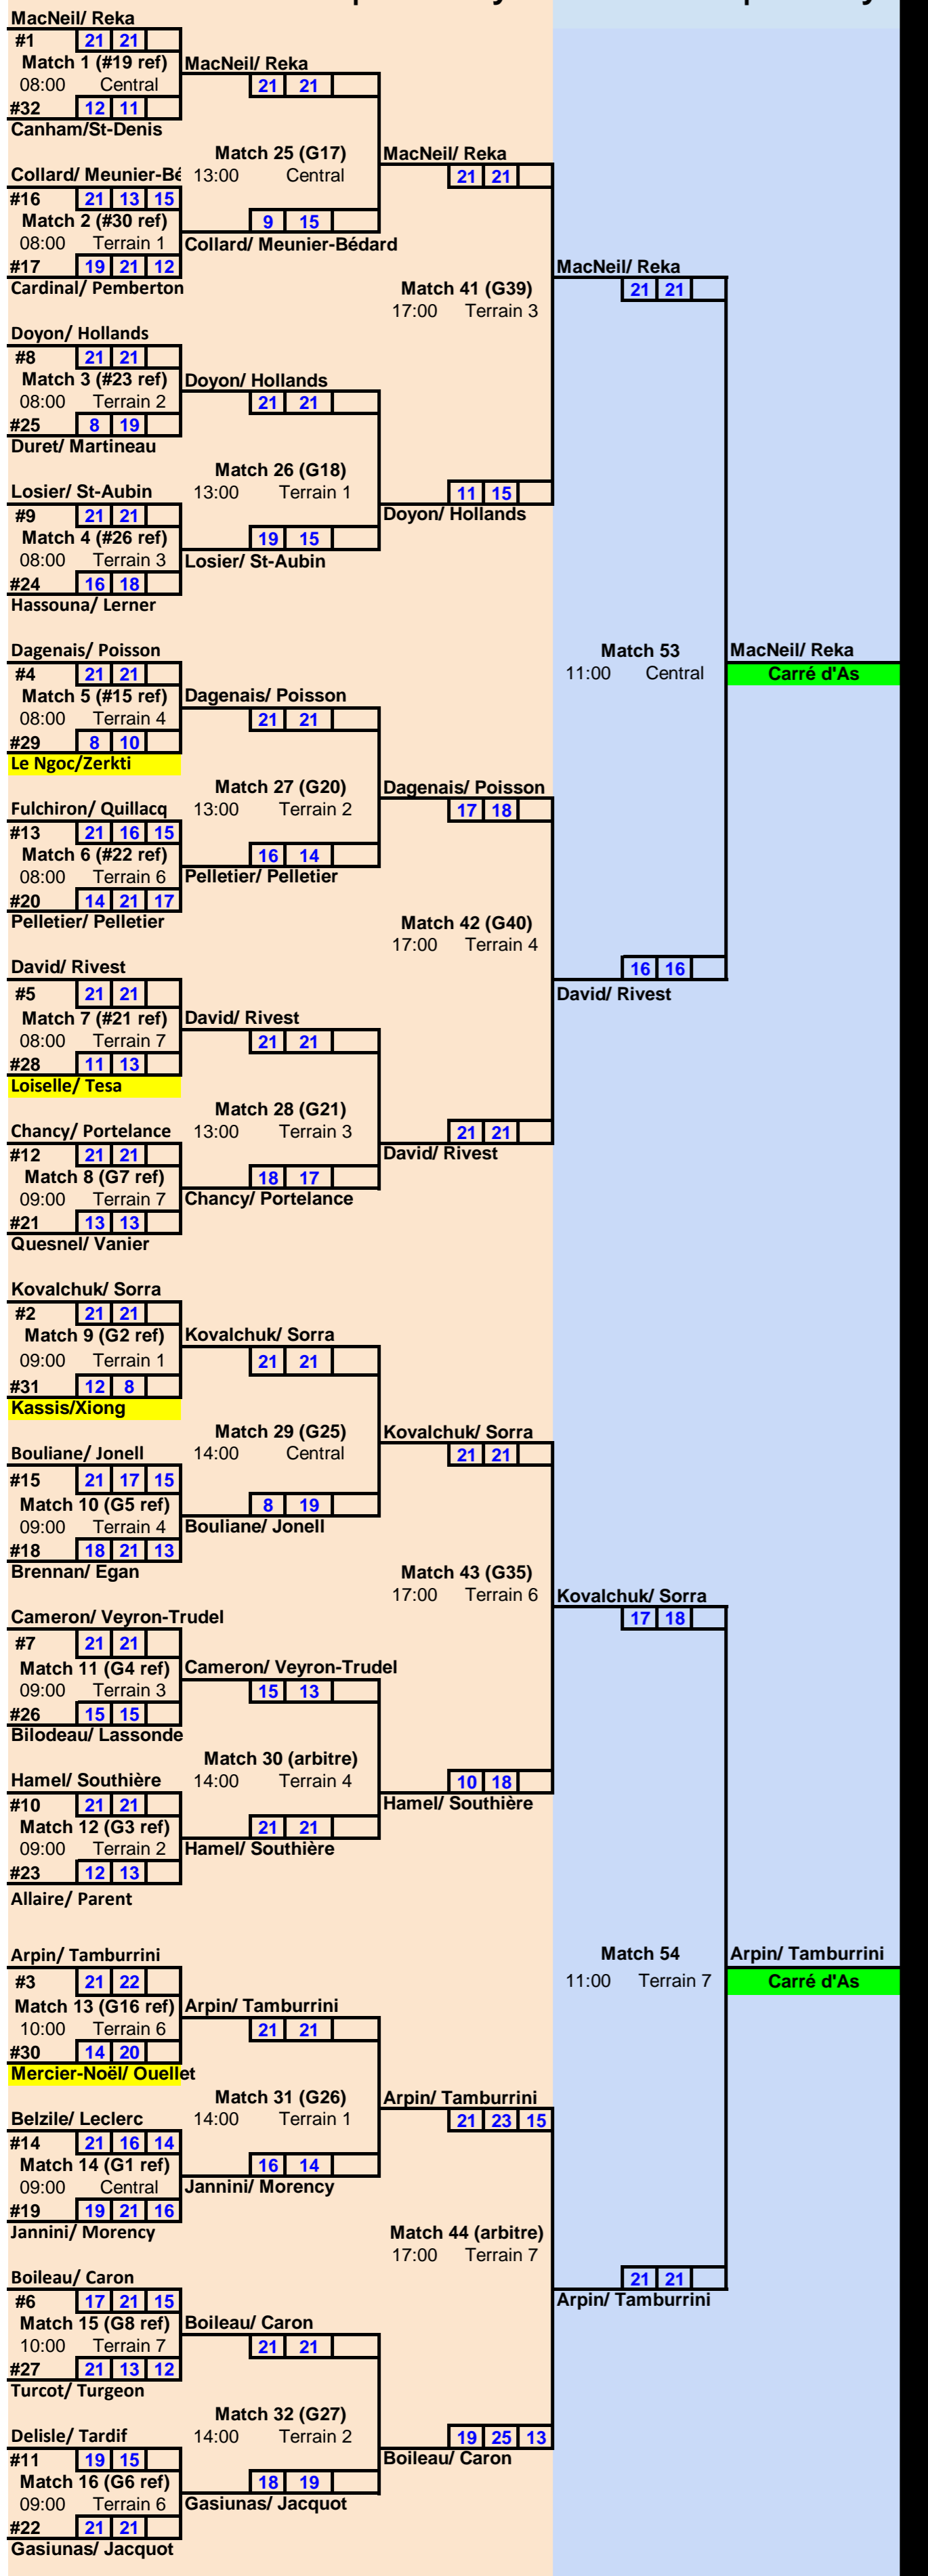 MacNeil/ Reka
#1 21 21
Match 1 (#19 ref)
08:00 Central
#32 12 11
Canham/St-Denis
Collard/ Meunier-Bé
#16 21 13 15
Match 2 (#30 ref)
08:00 Terrain 1
#17 19 21 12
Cardinal/ Pemberton
Doyon/ Hollands
#8 21 21
Match 3 (#23 ref)
08:00 Terrain 2
#25 8 19
Duret/ Martineau
Losier/ St-Aubin
#9 21 21
Match 4 (#26 ref)
08:00 Terrain 3
#24 16 18
Hassouna/ Lerner
Dagenais/ Poisson
#4 21 21
Match 5 (#15 ref)
08:00 Terrain 4
#29 8 10
Le Ngoc/Zerkti
Fulchiron/ Quillacq
#13 21 16 15
Match 6 (#22 ref)
08:00 Terrain 6
#20 14 21 17
Pelletier/ Pelletier
David/ Rivest
#5 21 21
Match 7 (#21 ref)
08:00 Terrain 7
#28 11 13
Loiselle/ Tesa
Chancy/ Portelance
#12 21 21
Match 8 (G7 ref)
09:00 Terrain 7
#21 13 13
Quesnel/ Vanier
Kovalchuk/ Sorra
#2 21 21
Match 9 (G2 ref)
09:00 Terrain 1
#31 12 8
Kassis/Xiong
Bouliane/ Jonell
#15 21 17 15
Match 10 (G5 ref)
09:00 Terrain 4
#18 18 21 13
Brennan/ Egan
Cameron/ Veyron-Trudel
#7 21 21
Match 11 (G4 ref)
09:00 Terrain 3
#26 15 15
Bilodeau/ Lassonde
Hamel/ Southière
#10 21 21
Match 12 (G3 ref)
09:00 Terrain 2
#23 12 13
Allaire/ Parent
Arpin/ Tamburrini
#3 21 22
Match 13 (G16 ref)
10:00 Terrain 6
#30 14 20
Mercier-Noël/ Ouellet
Belzile/ Leclerc
#14 21 16 14
Match 14 (G1 ref)
09:00 Central
#19 19 21 16
Jannini/ Morency
Boileau/ Caron
#6 17 21 15
Match 15 (G8 ref)
10:00 Terrain 7
#27 21 13 12
Turcot/ Turgeon
Delisle/ Tardif
#11 19 15
Match 16 (G6 ref)
09:00 Terrain 6
#22 21 21
Gasiunas/ Jacquot
MacNeil/ Reka
21 21
Match 25 (G17)
13:00 Central
9 15
Collard/ Meunier-Bédard
Doyon/ Hollands
21 21
Match 26 (G18)
13:00 Terrain 1
19 15
Losier/ St-Aubin
Dagenais/ Poisson
21 21
Match 27 (G20)
13:00 Terrain 2
16 14
Pelletier/ Pelletier
David/ Rivest
21 21
Match 28 (G21)
13:00 Terrain 3
18 17
Chancy/ Portelance
Kovalchuk/ Sorra
21 21
Match 29 (G25)
14:00 Central
8 19
Bouliane/ Jonell
Cameron/ Veyron-Trudel
15 13
Match 30 (arbitre)
14:00 Terrain 4
21 21
Hamel/ Southière
Arpin/ Tamburrini
21 21
Match 31 (G26)
14:00 Terrain 1
16 14
Jannini/ Morency
Boileau/ Caron
21 21
Match 32 (G27)
14:00 Terrain 2
18 19
Gasiunas/ Jacquot
MacNeil/ Reka
21 21
Match 41 (G39)
17:00 Terrain 3
11 15
Doyon/ Hollands
Dagenais/ Poisson
17 18
Match 42 (G40)
17:00 Terrain 4
21 21
David/ Rivest
Kovalchuk/ Sorra
21 21
Match 43 (G35)
17:00 Terrain 6
10 18
Hamel/ Southière
Arpin/ Tamburrini
21 23 15
Match 44 (arbitre)
17:00 Terrain 7
19 25 13
Boileau/ Caron
MacNeil/ Reka
21 21
Match 53
11:00 Central
16 16
David/ Rivest
Kovalchuk/ Sorra
17 18
Match 54
11:00 Terrain 7
21 21
Arpin/ Tamburrini
MacNeil/ Reka
Carré d'As
Arpin/ Tamburrini
Carré d'As